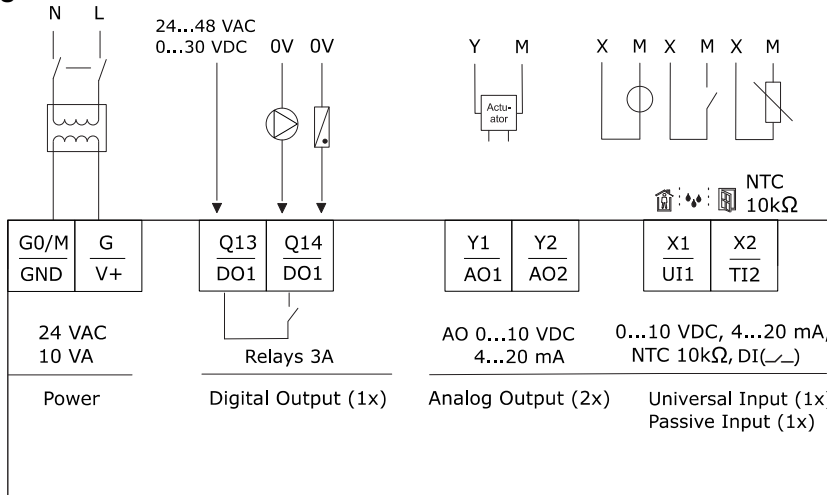 N L
24...48 VAC
0...30 VDC 0V 0V
Y M
X M X M X M
Actu-
ator
NTC
10kΩ
G0/M G
GND V+
Q13 Q14
DO1 DO1
Y1 Y2
AO1 AO2
X1 X2
UI1 TI2
24 VAC
10 VA
Relays 3A
AO 0...10 VDC
4...20 mA
0...10 VDC, 4...20 mA,
NTC 10kΩ, DI( )
Power
Digital Output (1x)
Analog Output (2x)
Universal Input (1x)
Passive Input (1x)